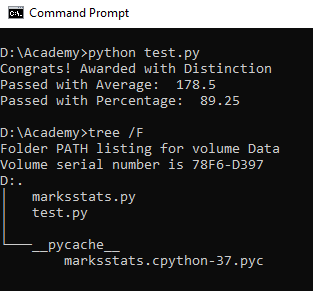 Command Prompt
D:\Academy>python test.py
Congrats! Awarded with Distinction
Passed with Average:  178.5
Passed with Percentage:  89.25
D:\Academy>tree /F
Folder PATH listing for volume Data
Volume serial number is 78F6-D397
D:.
│   marksstats.py
│   test.py
│
└───__pycache__
        marksstats.cpython-37.pyc